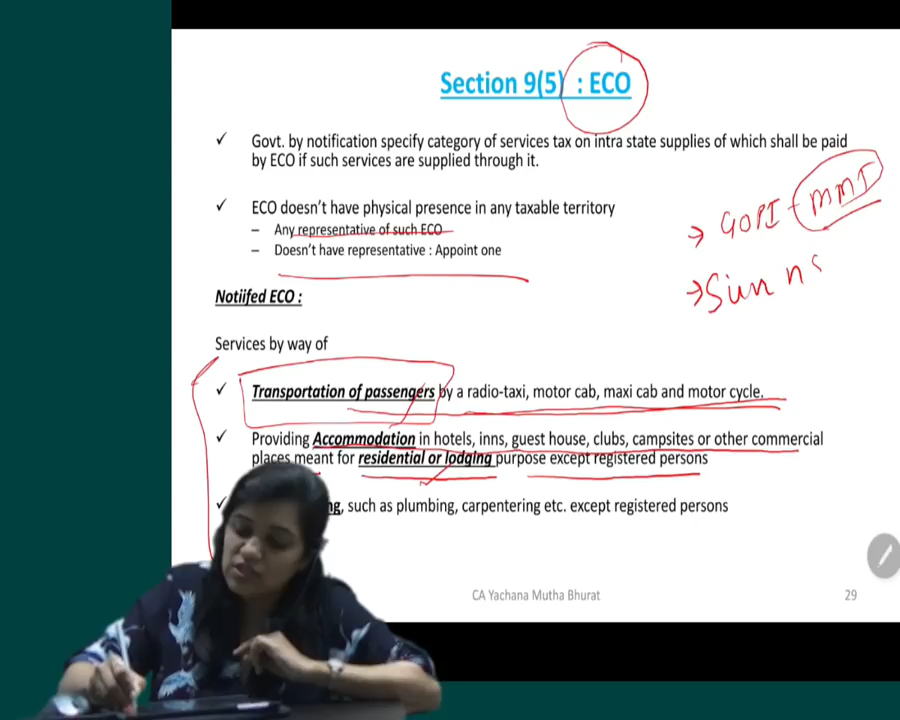 Section 9(5) : ECO
✓ Govt. by notification specify category of services tax on intra state supplies of which shall be paid
by ECO if such services are supplied through it.
✓ ECO doesn't have physical presence in any taxable territory
– Any representative of such ECO
– Doesn't have representative : Appoint one
→ GOPI - MMI
→ Sun n S
Notiifed ECO :
Services by way of
✓ Transportation of passengers by a radio-taxi, motor cab, maxi cab and motor cycle.
✓ Providing Accommodation in hotels, inns, guest house, clubs, campsites or other commercial
places meant for residential or lodging purpose except registered persons
✓ such as plumbing, carpentering etc. except registered persons
CA Yachana Mutha Bhurat
29